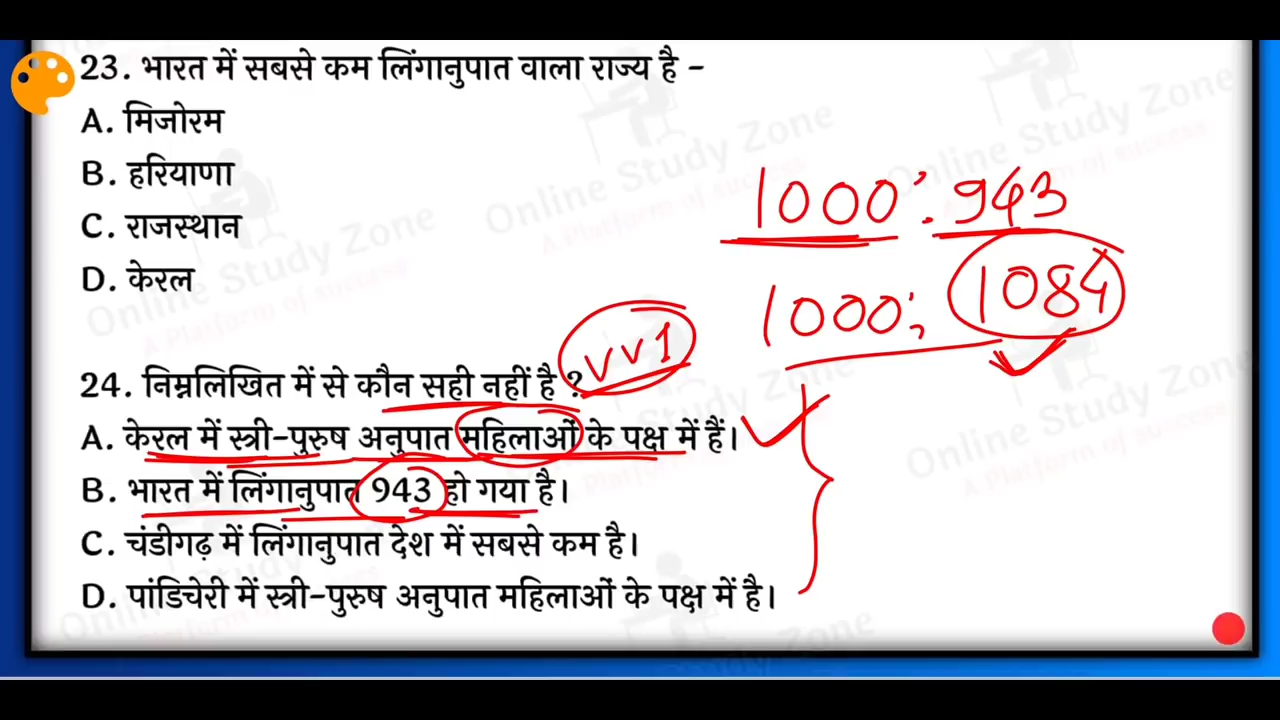 23. भारत में सबसे कम लिंगानुपात वाला राज्य है -
A. मिजोरम
B. हरियाणा
C. राजस्थान
D. केरल
1000 : 943
1000 : 1084
vv1
24. निम्नलिखित में से कौन सही नहीं है ?
A. केरल में स्त्री-पुरुष अनुपात महिलाओं के पक्ष में हैं।
B. भारत में लिंगानुपात 943 हो गया है।
C. चंडीगढ़ में लिंगानुपात देश में सबसे कम है।
D. पांडिचेरी में स्त्री-पुरुष अनुपात महिलाओं के पक्ष में है।
Online Study Zone
A Platform of success